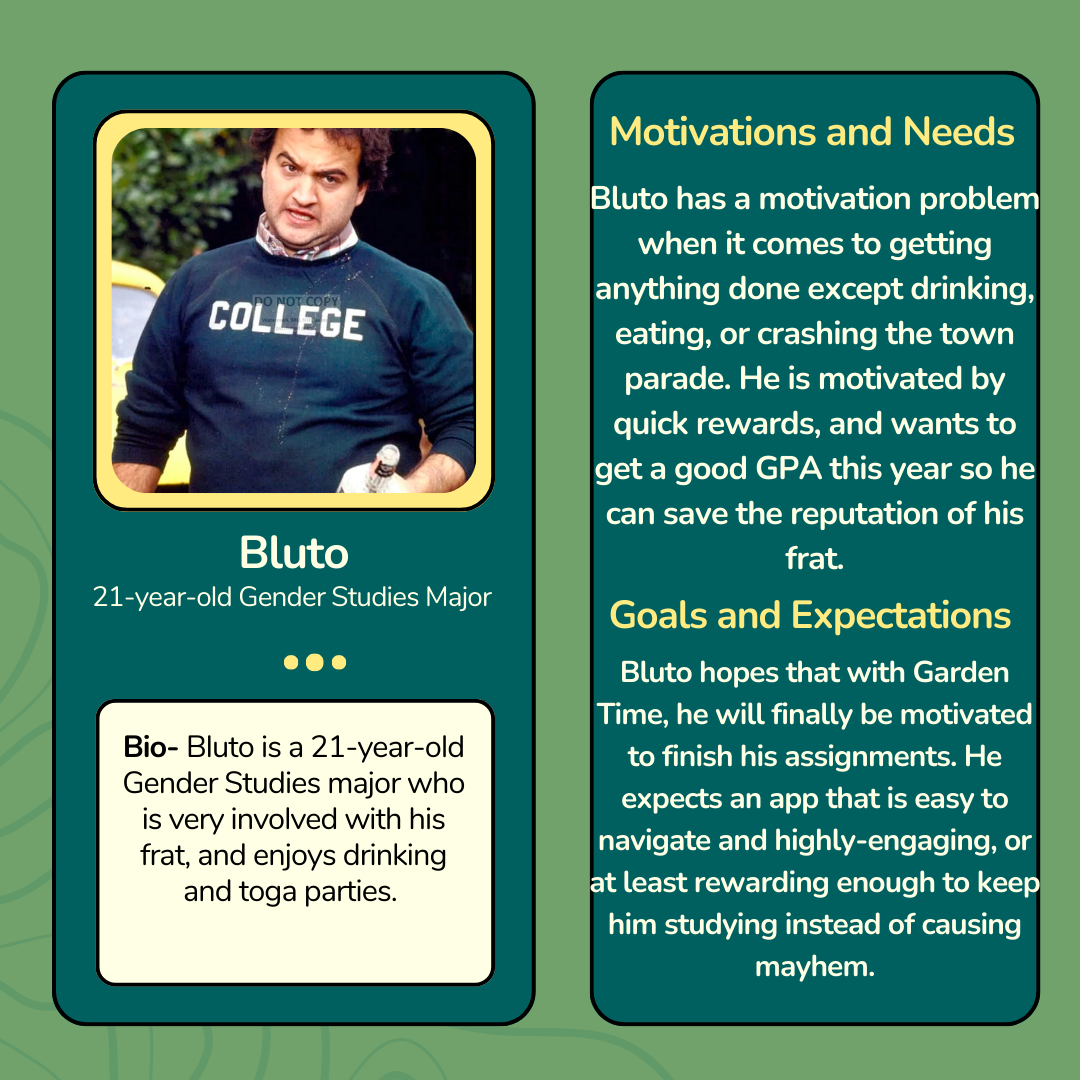 DO NOT COPY
COLLEGE
Bluto
21-year-old Gender Studies Major
Bio- Bluto is a 21-year-old
Gender Studies major who
is very involved with his
frat, and enjoys drinking
and toga parties.
Motivations and Needs
Bluto has a motivation problem
when it comes to getting
anything done except drinking,
eating, or crashing the town
parade. He is motivated by
quick rewards, and wants to
get a good GPA this year so he
can save the reputation of his
frat.
Goals and Expectations
Bluto hopes that with Garden
Time, he will finally be motivated
to finish his assignments. He
expects an app that is easy to
navigate and highly-engaging, or
at least rewarding enough to keep
him studying instead of causing
mayhem.